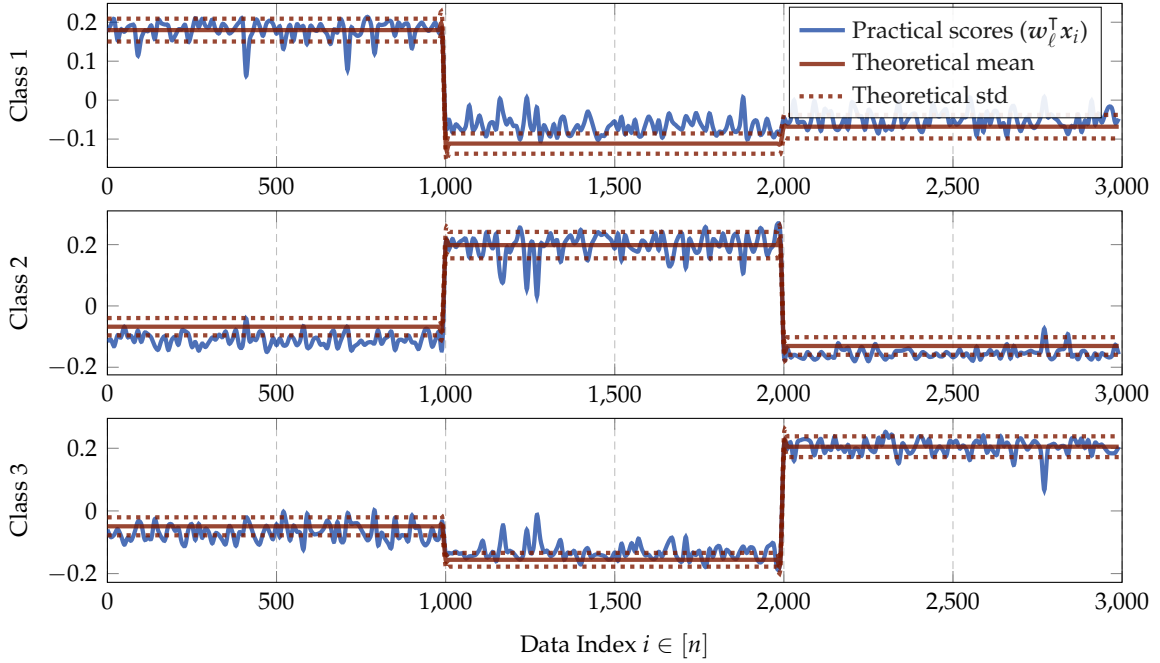 0.2
0
−0.1
Class 1
Practical scores (w_ℓ^⊤ x_i)
Theoretical mean
Theoretical std
0 500 1,000 1,500 2,000 2,500 3,000
0.2
0
−0.2
Class 2
0 500 1,000 1,500 2,000 2,500 3,000
0.2
0
−0.2
Class 3
0 500 1,000 1,500 2,000 2,500 3,000
Data Index i ∈ [n]